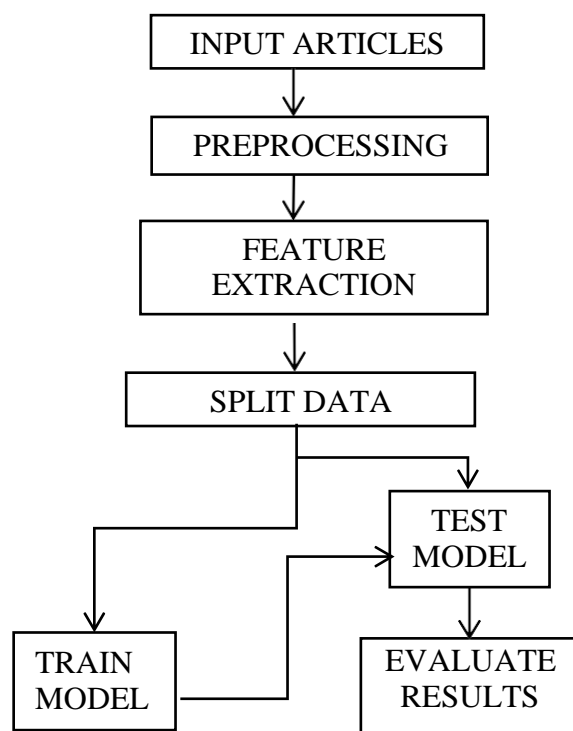 INPUT ARTICLES
PREPROCESSING
FEATURE
EXTRACTION
SPLIT DATA
TEST
MODEL
TRAIN
MODEL
EVALUATE
RESULTS